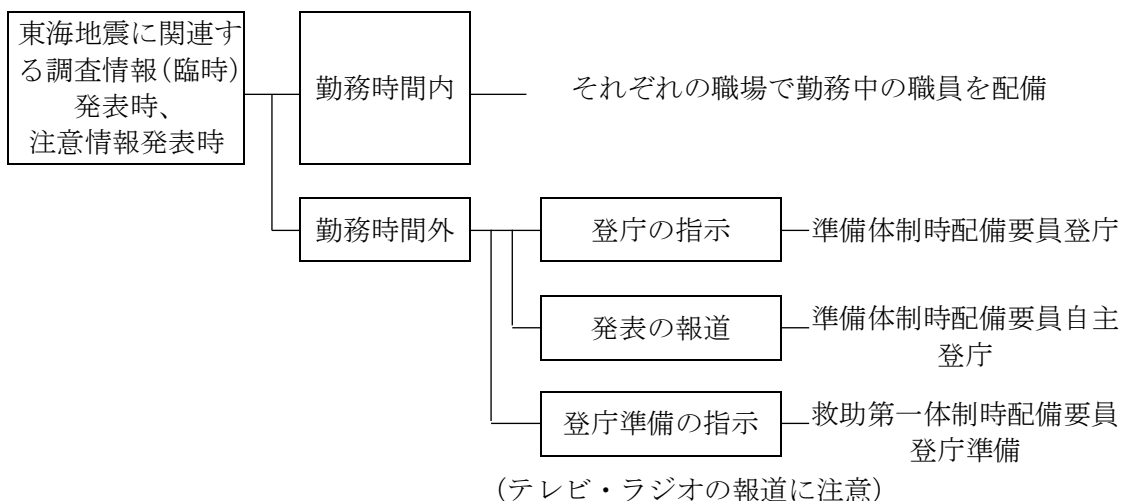 東海地震に関連す
る調査情報(臨時)
発表時、
注意情報発表時
勤務時間内
それぞれの職場で勤務中の職員を配備
勤務時間外
登庁の指示
準備体制時配備要員登庁
発表の報道
準備体制時配備要員自主
登庁
登庁準備の指示
救助第一体制時配備要員
登庁準備
(テレビ・ラジオの報道に注意)